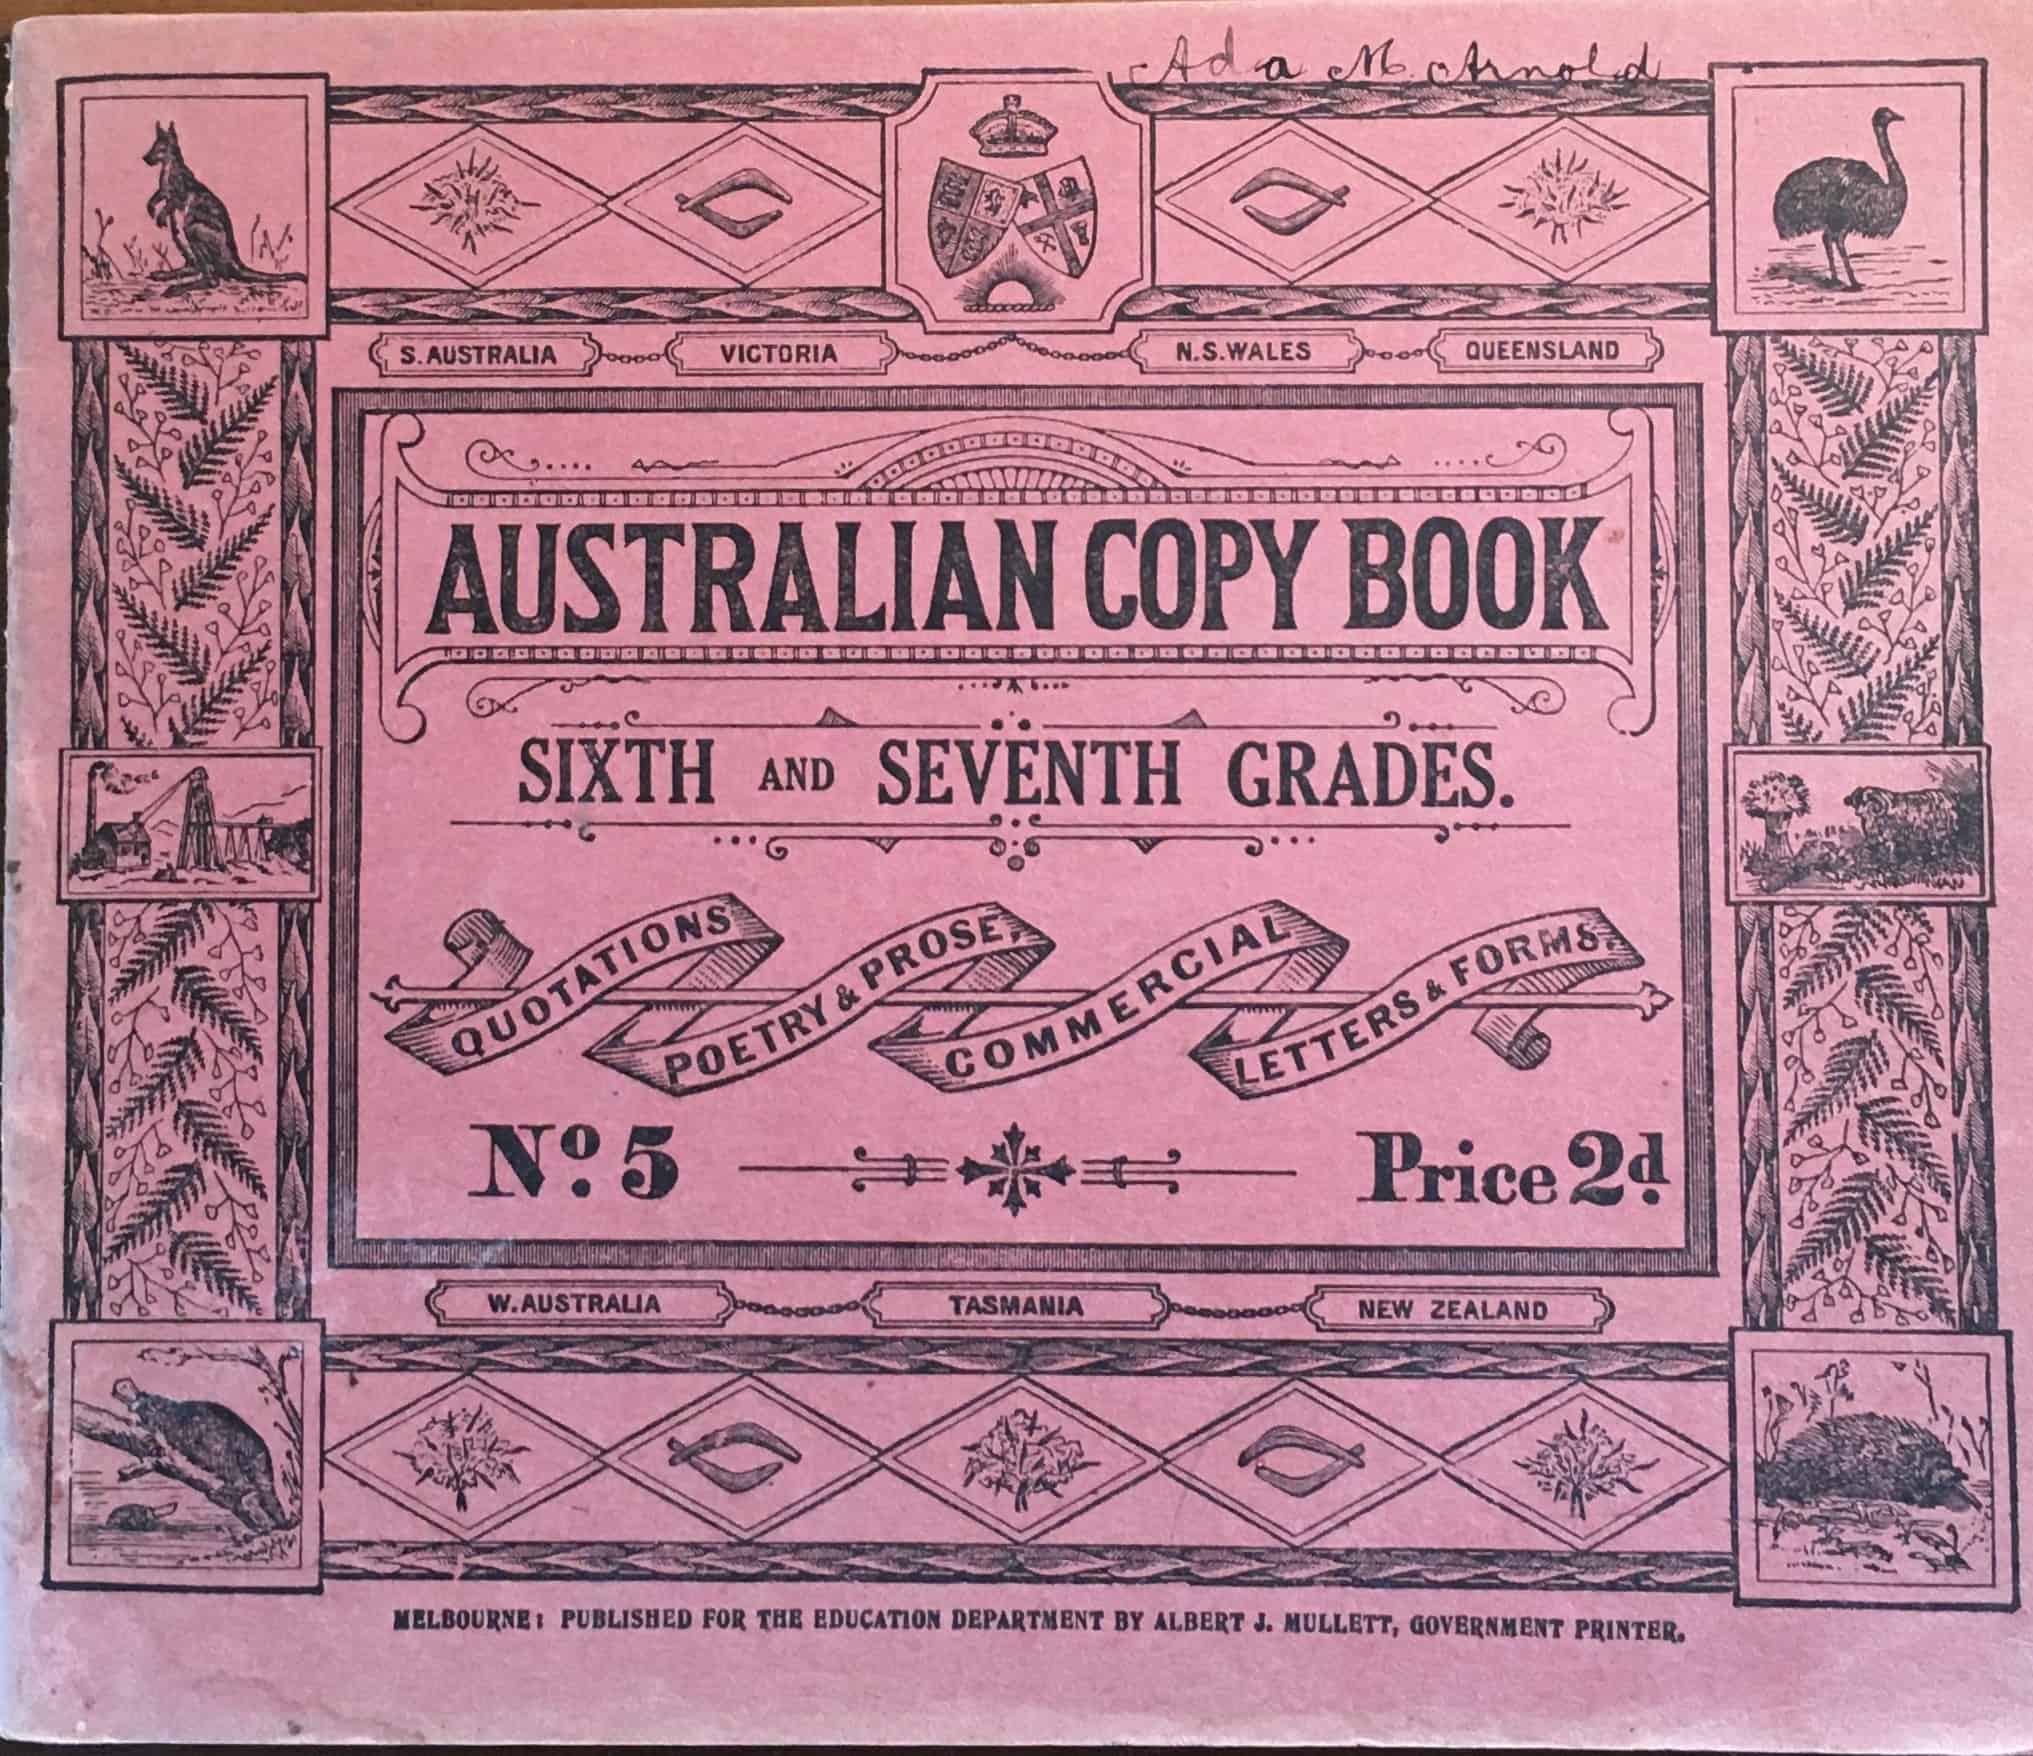 Ada M. Arnold
S. AUSTRALIA VICTORIA N.S. WALES QUEENSLAND
AUSTRALIAN COPY BOOK
SIXTH AND SEVENTH GRADES.
QUOTATIONS POETRY & PROSE, COMMERCIAL LETTERS & FORMS.
No. 5 Price 2d.
W. AUSTRALIA TASMANIA NEW ZEALAND
MELBOURNE: PUBLISHED FOR THE EDUCATION DEPARTMENT BY ALBERT J. MULLETT, GOVERNMENT PRINTER.